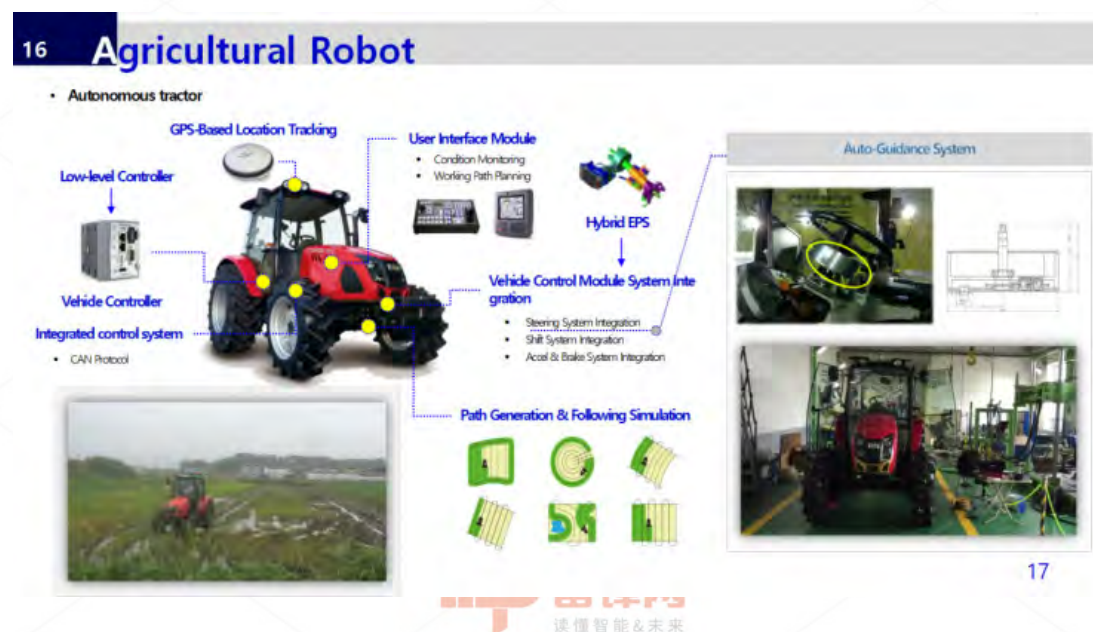 16
Agricultural Robot
• Autonomous tractor
GPS-Based Location Tracking
Low-level Controller
Vehicle Controller
Integrated control system
• CAN Protocol
User Interface Module
• Condition Monitoring
• Working Path Planning
Hybrid EPS
Vehicle Control Module System Inte
gration
• Steering System Integration
• Shift System Integration
• Accel & Brake System Integration
Path Generation & Following Simulation
Auto-Guidance System
17
读懂智能&未来